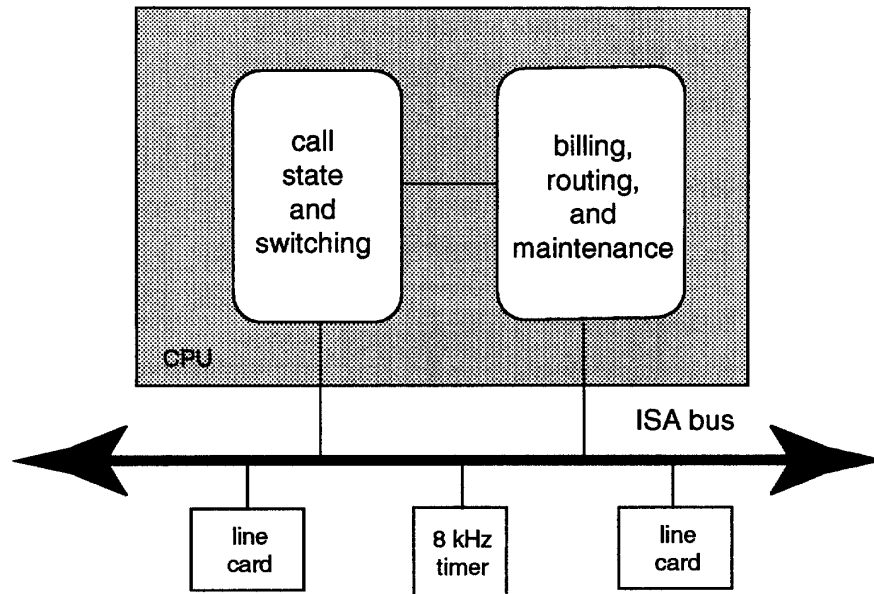 call
state
and
switching
billing,
routing,
and
maintenance
CPU
ISA bus
line
card
8 kHz
timer
line
card